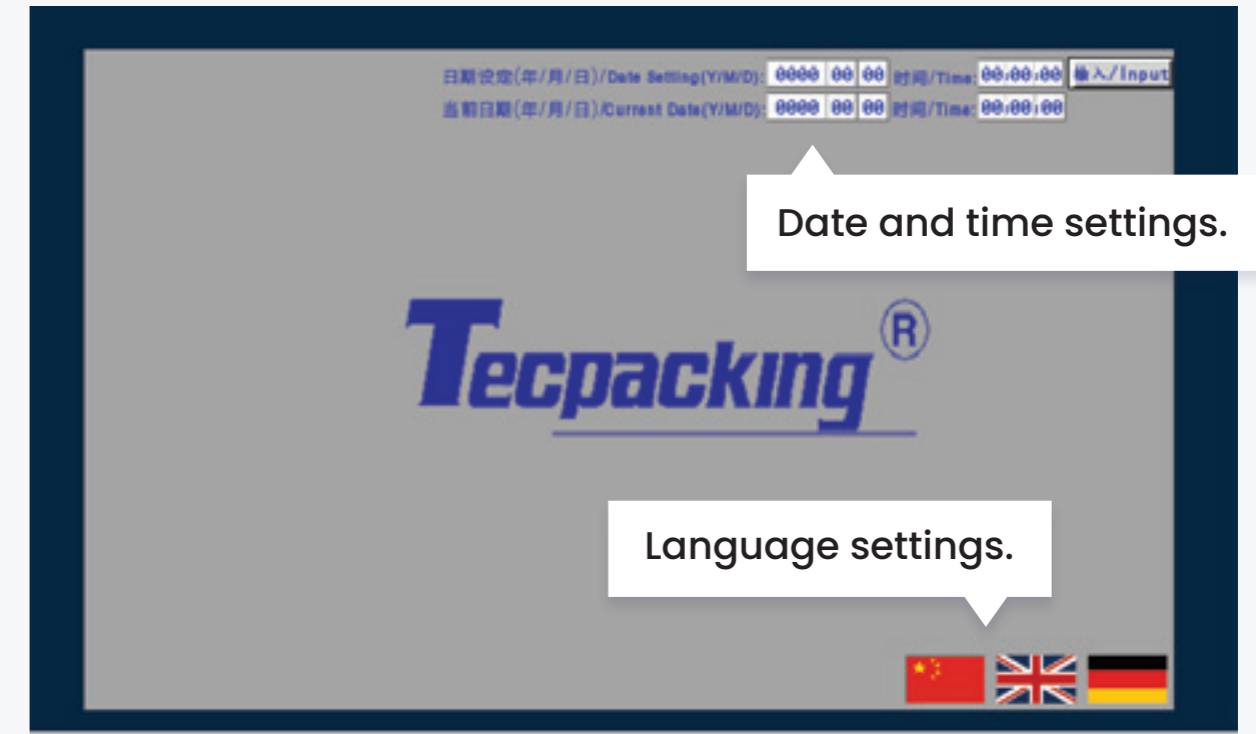 日期设定(年/月/日)/Date Setting(Y/M/D): 0000 00 00 时间/Time: 00:00:00 输入/Input
当前日期(年/月/日)/Current Date(Y/M/D): 0000 00 00 时间/Time: 00:00:00
Date and time settings.
Tecpacking®
Language settings.